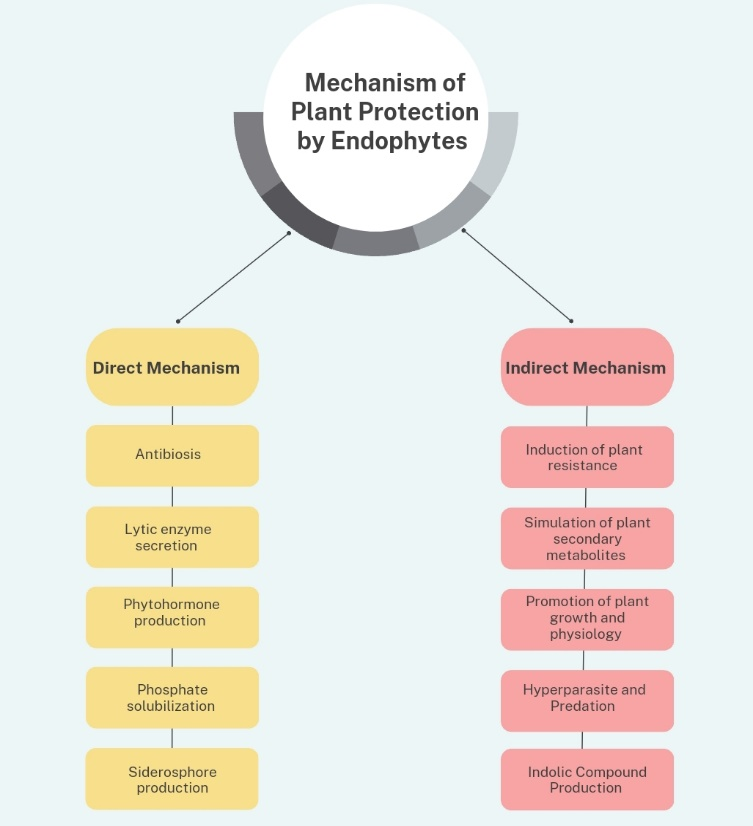 Mechanism of
Plant Protection
by Endophytes
Direct Mechanism
Antibiosis
Lytic enzyme
secretion
Phytohormone
production
Phosphate
solubilization
Siderosphore
production
Indirect Mechanism
Induction of plant
resistance
Simulation of plant
secondary
metabolites
Promotion of plant
growth and
physiology
Hyperparasite and
Predation
Indolic Compound
Production